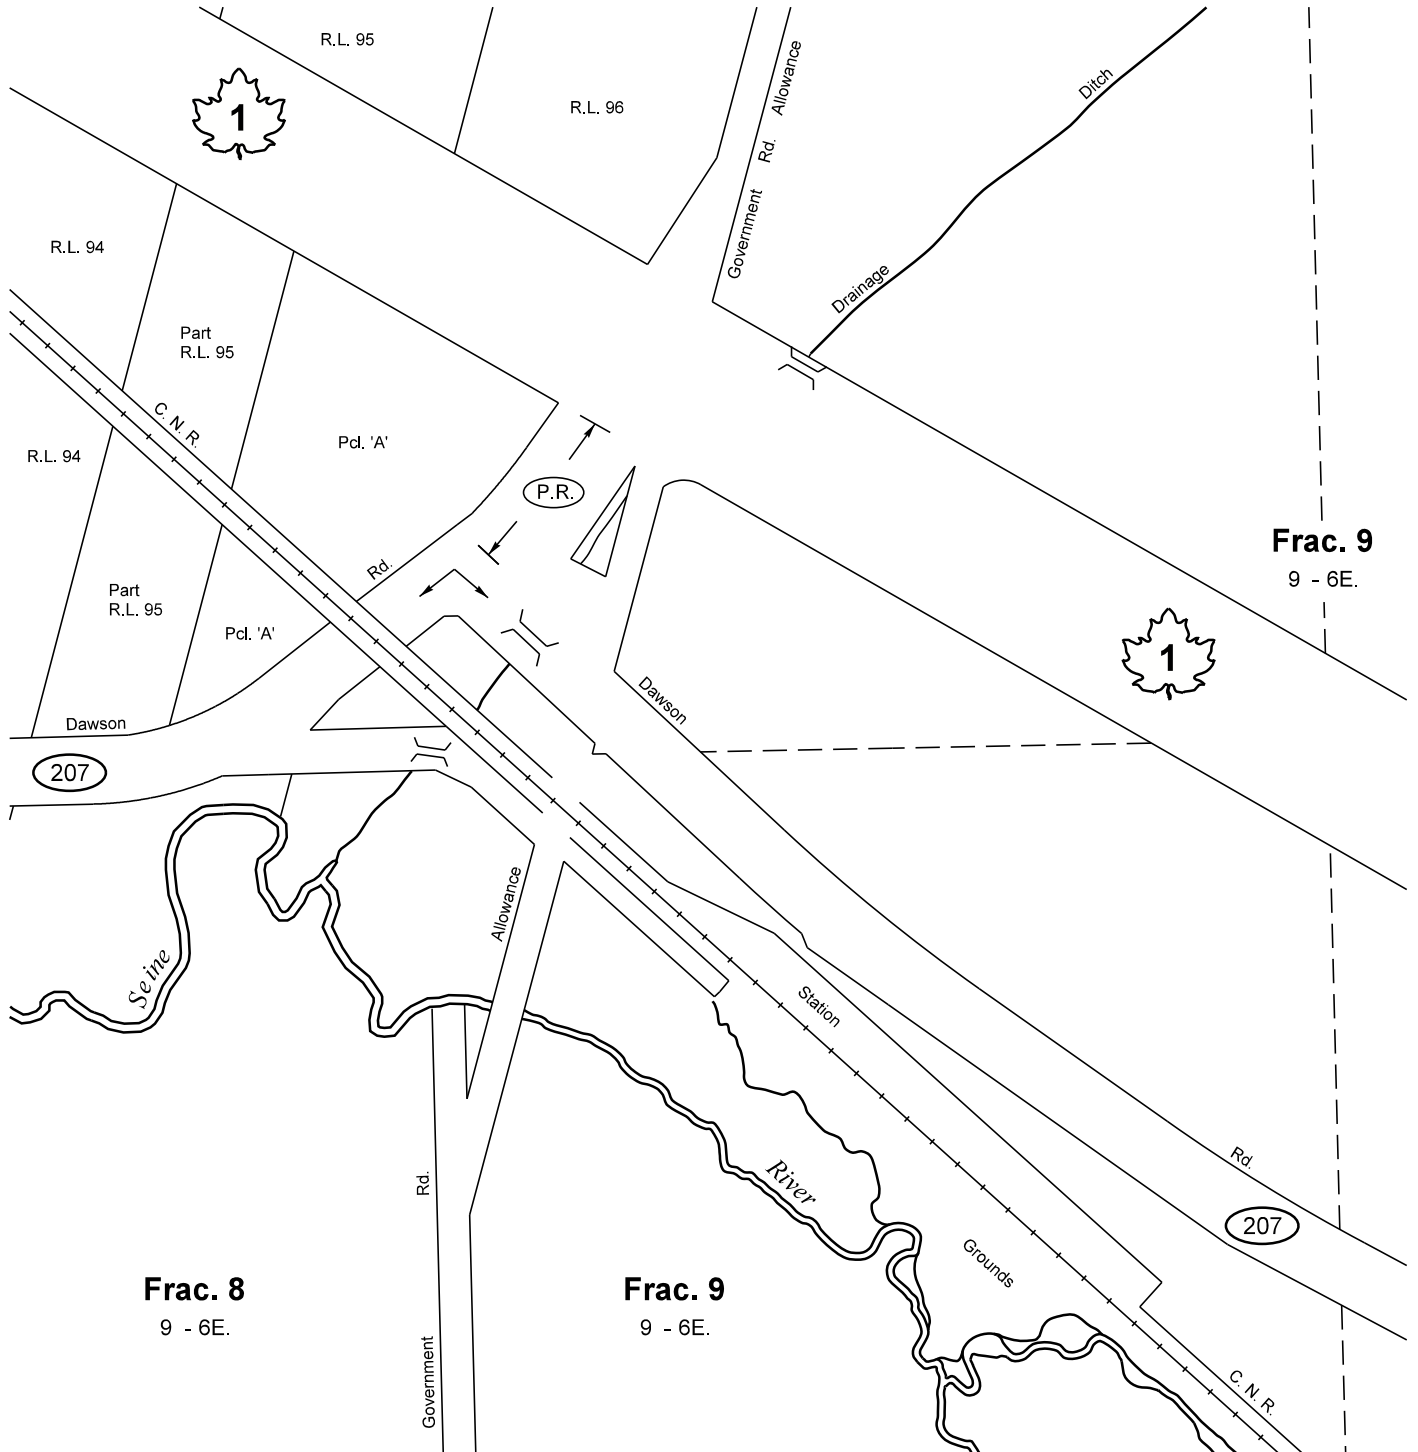 R.L. 95
R.L. 96
Government Rd. Allowance
Drainage Ditch
1
R.L. 94
Part
R.L. 95
C. N. R.
R.L. 94
Pcl. 'A'
P.R.
Frac. 9
9 - 6E.
Part
R.L. 95
Pcl. 'A'
Dawson Rd.
1
Dawson Rd.
207
Allowance
Seine River
Station Grounds
Government Rd.
207
Frac. 8
9 - 6E.
Frac. 9
9 - 6E.
C. N. R.